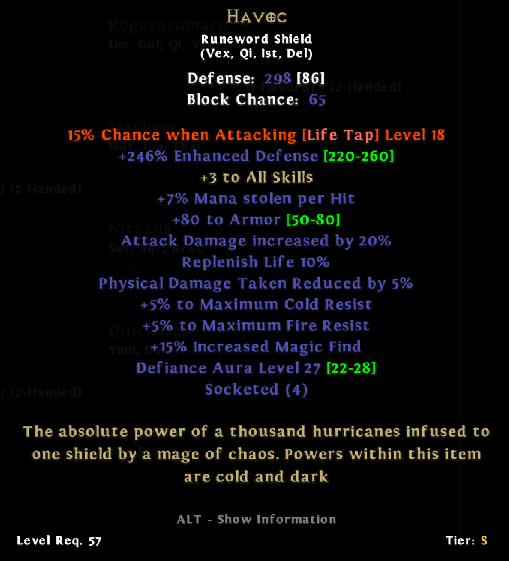 Havoc
Runeword Shield
(Vex, Qi, Ist, Del)
Defense: 298 [86]
Block Chance: 65
15% Chance when Attacking [Life Tap] Level 18
+246% Enhanced Defense [220-260]
+3 to All Skills
+7% Mana stolen per Hit
+80 to Armor [50-80]
Attack Damage increased by 20%
Replenish Life 10%
Physical Damage Taken Reduced by 5%
+5% to Maximum Cold Resist
+5% to Maximum Fire Resist
+15% Increased Magic Find
Defiance Aura Level 27 [22-28]
Socketed (4)
The absolute power of a thousand hurricanes infused to
one shield by a mage of chaos. Powers within this item
are cold and dark
ALT - Show Information
Level Req. 57
Tier: S